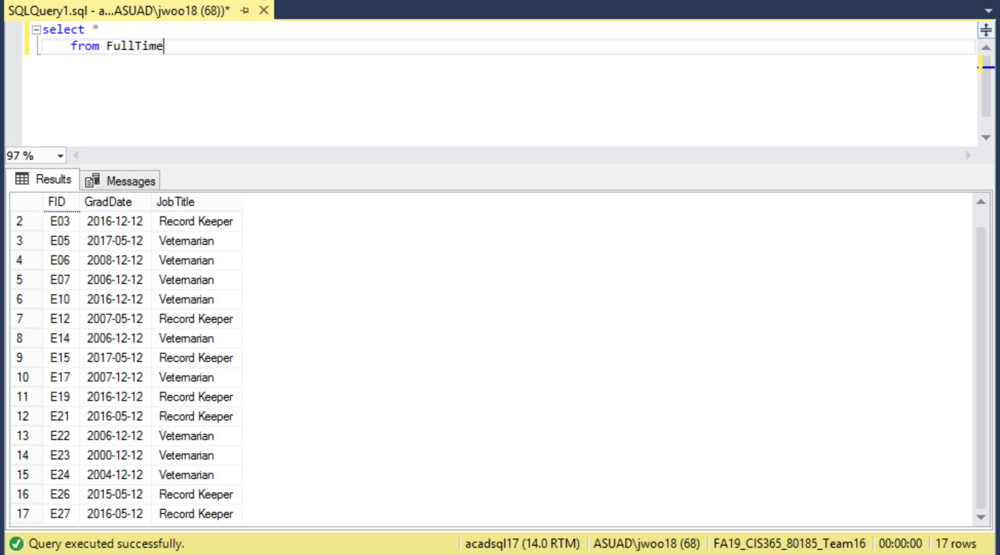 SQLQuery1.sql - a...ASUAD\jwoo18 (68))*
select *
from FullTime
97 %
Results Messages
FID GradDate JobTitle
2 E03 2016-12-12 Record Keeper
3 E05 2017-05-12 Veternarian
4 E06 2008-12-12 Veternarian
5 E07 2006-12-12 Veternarian
6 E10 2016-12-12 Veternarian
7 E12 2007-05-12 Record Keeper
8 E14 2006-12-12 Veternarian
9 E15 2017-05-12 Record Keeper
10 E17 2007-12-12 Veternarian
11 E19 2016-12-12 Record Keeper
12 E21 2016-05-12 Record Keeper
13 E22 2006-12-12 Veternarian
14 E23 2000-12-12 Veternarian
15 E24 2004-12-12 Veternarian
16 E26 2015-05-12 Record Keeper
17 E27 2016-05-12 Record Keeper
Query executed successfully. acadsql17 (14.0 RTM) ASUAD\jwoo18 (68) FA19_CIS365_80185_Team16 00:00:00 17 rows